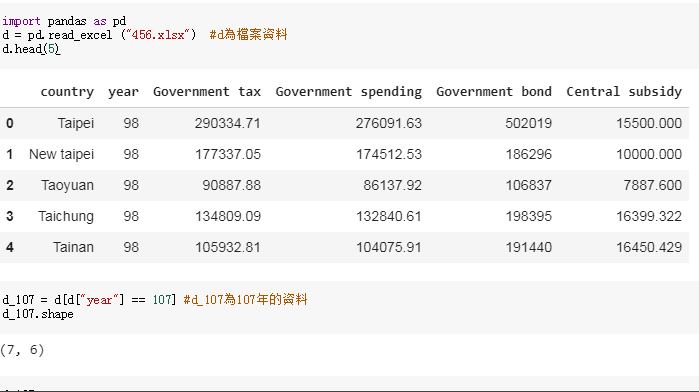 import pandas as pd
d = pd.read_excel ("456.xlsx")  #d為檔案資料
d.head(5)
country year Government tax Government spending Government bond Central subsidy
0 Taipei 98 290334.71 276091.63 502019 15500.000
1 New taipei 98 177337.05 174512.53 186296 10000.000
2 Taoyuan 98 90887.88 86137.92 106837 7887.600
3 Taichung 98 134809.09 132840.61 198395 16399.322
4 Tainan 98 105932.81 104075.91 191440 16450.429
d_107 = d[d["year"] == 107] #d_107為107年的資料
d_107.shape
(7, 6)